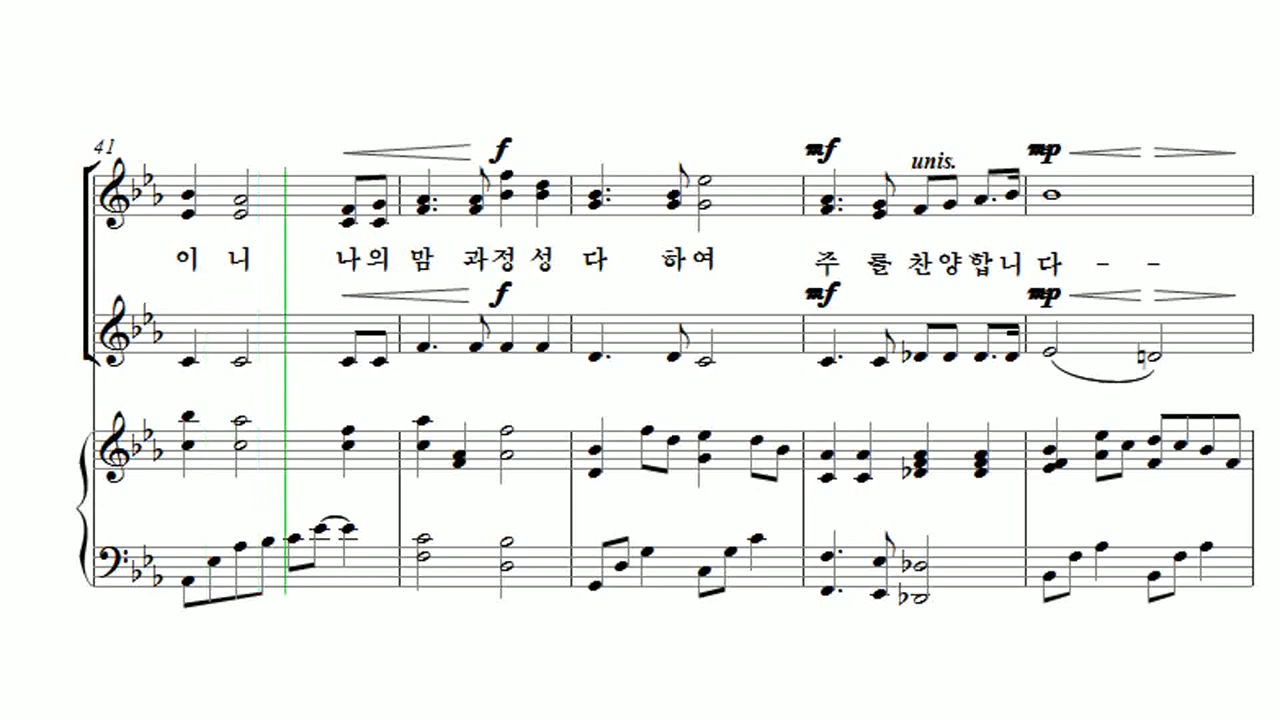 41
f
mf
unis.
mp
이 니 나의 맘 과정 성 다 하여 주 를 찬양합니 다 - -
f
mf
mp